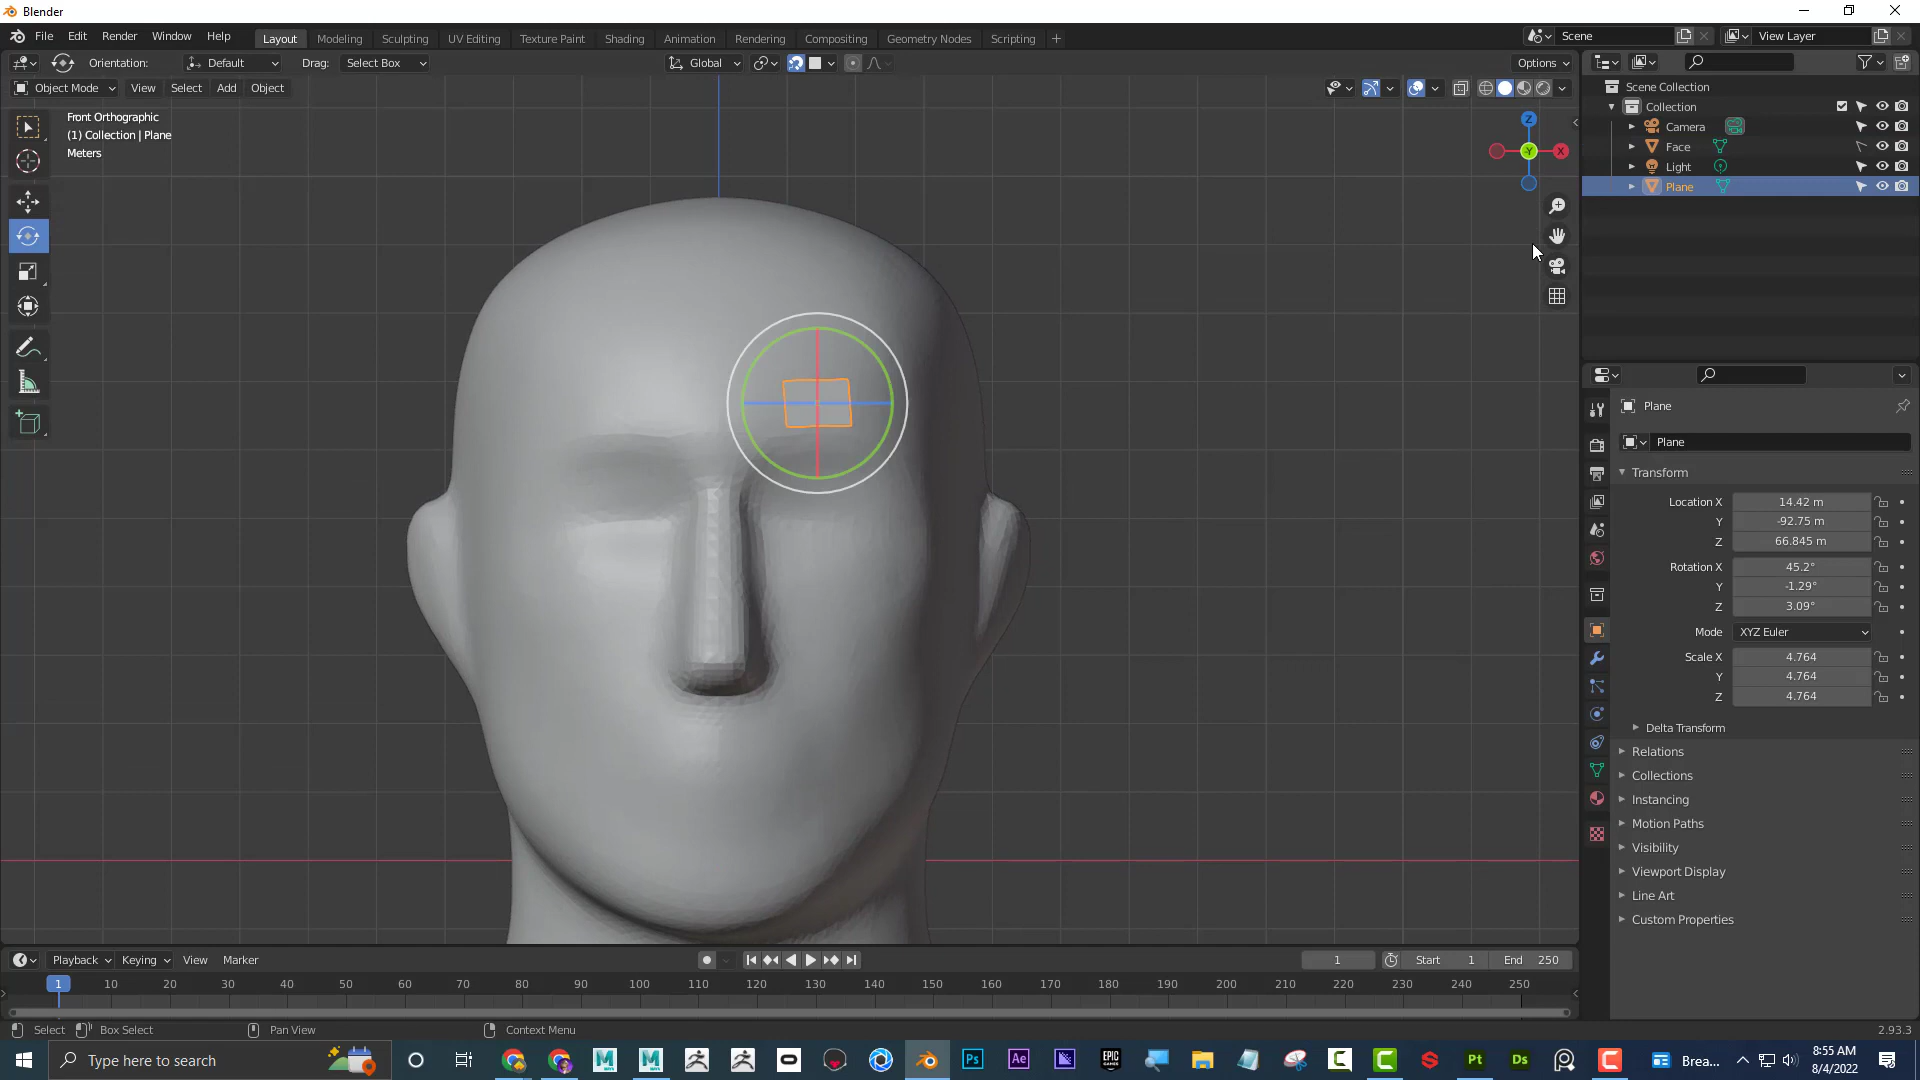 Blender
File Edit Render Window Help
Layout Modeling Sculpting UV Editing Texture Paint Shading Animation Rendering Compositing Geometry Nodes Scripting +
Scene
View Layer
Orientation: Default Drag: Select Box
Global
Options
Object Mode View Select Add Object
Front Orthographic
(1) Collection | Plane
Meters
Z
Y
X
Scene Collection
Collection
Camera
Face
Light
Plane
Plane
Plane
Transform
Location X 14.42 m
Y -92.75 m
Z 66.845 m
Rotation X 45.2°
Y -1.29°
Z 3.09°
Mode XYZ Euler
Scale X 4.764
Y 4.764
Z 4.764
Delta Transform
Relations
Collections
Instancing
Motion Paths
Visibility
Viewport Display
Line Art
Custom Properties
Playback Keying View Marker
1 Start 1 End 250
1 10 20 30 40 50 60 70 80 90 100 110 120 130 140 150 160 170 180 190 200 210 220 230 240 250
Select Box Select Pan View Context Menu
2.93.3
Type here to search
Ps Ae EPIC GAMES Pt Ds
Brea...
8:55 AM
8/4/2022